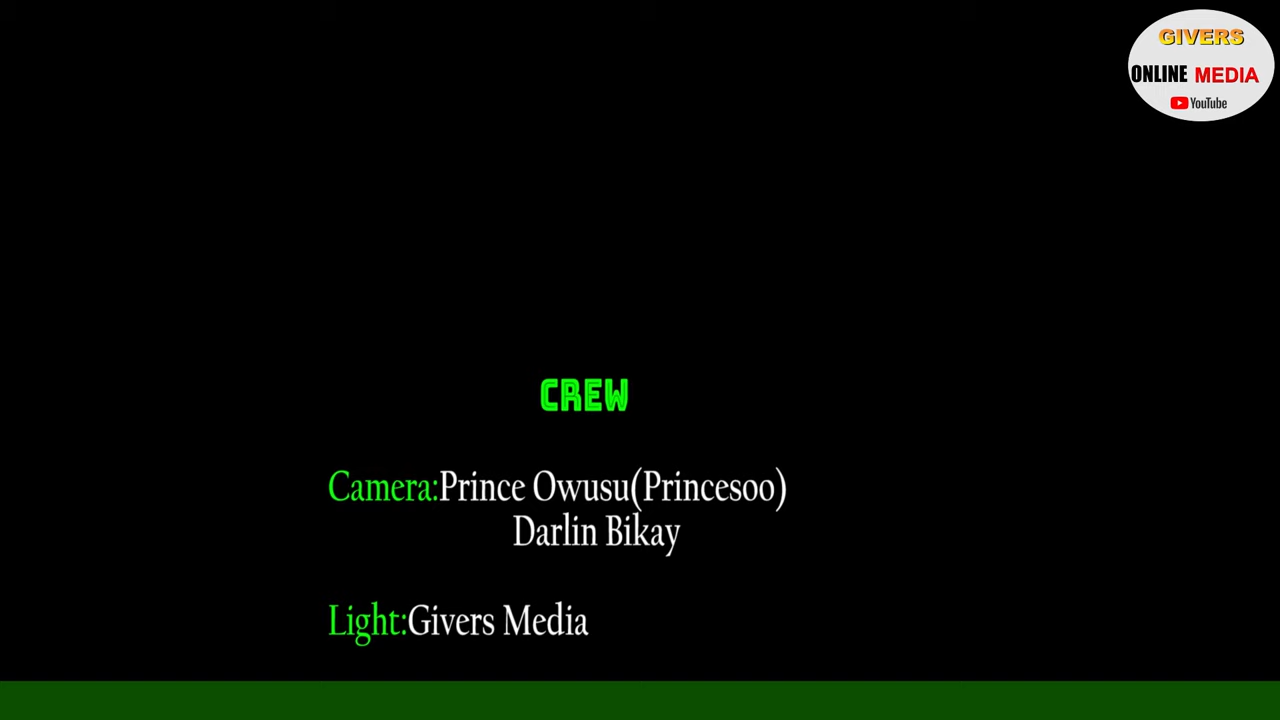 GIVERS
ONLINE MEDIA
YouTube
CREW
Camera:Prince Owusu(Princesoo)
Darlin Bikay
Light:Givers Media